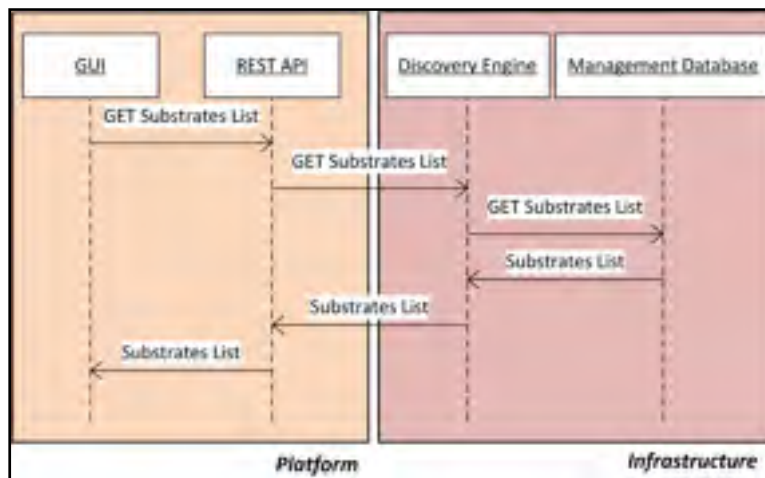 GUI
REST API
Discovery Engine
Management Database
GET Substrates List
GET Substrates List
GET Substrates List
Substrates List
Substrates List
Substrates List
Platform
Infrastructure